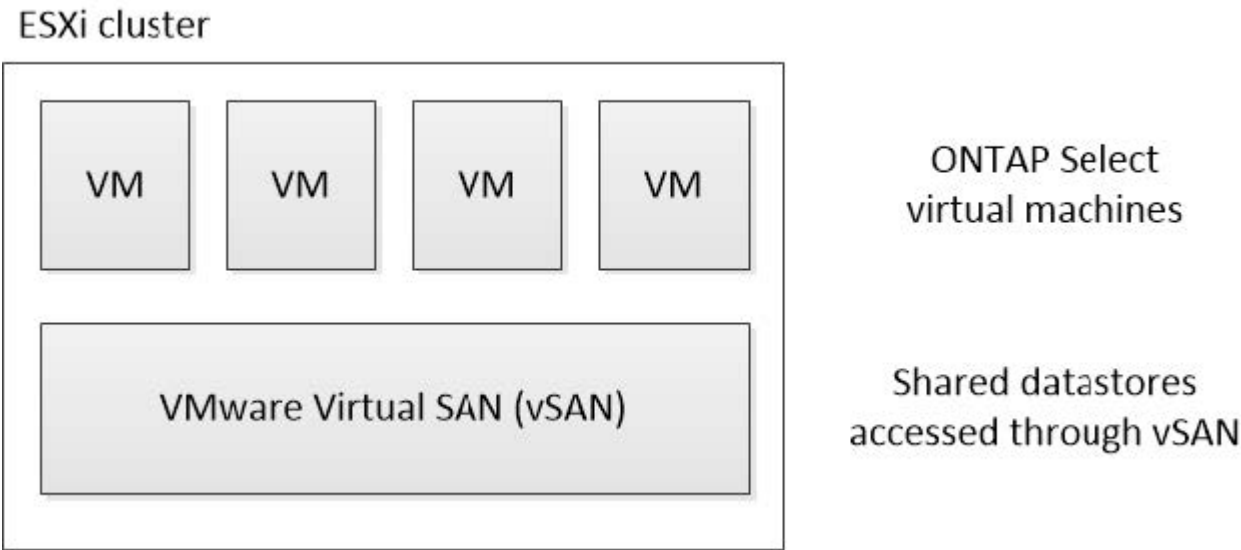 ESXi cluster
VM VM VM VM
ONTAP Select
virtual machines
VMware Virtual SAN (vSAN)
Shared datastores
accessed through vSAN